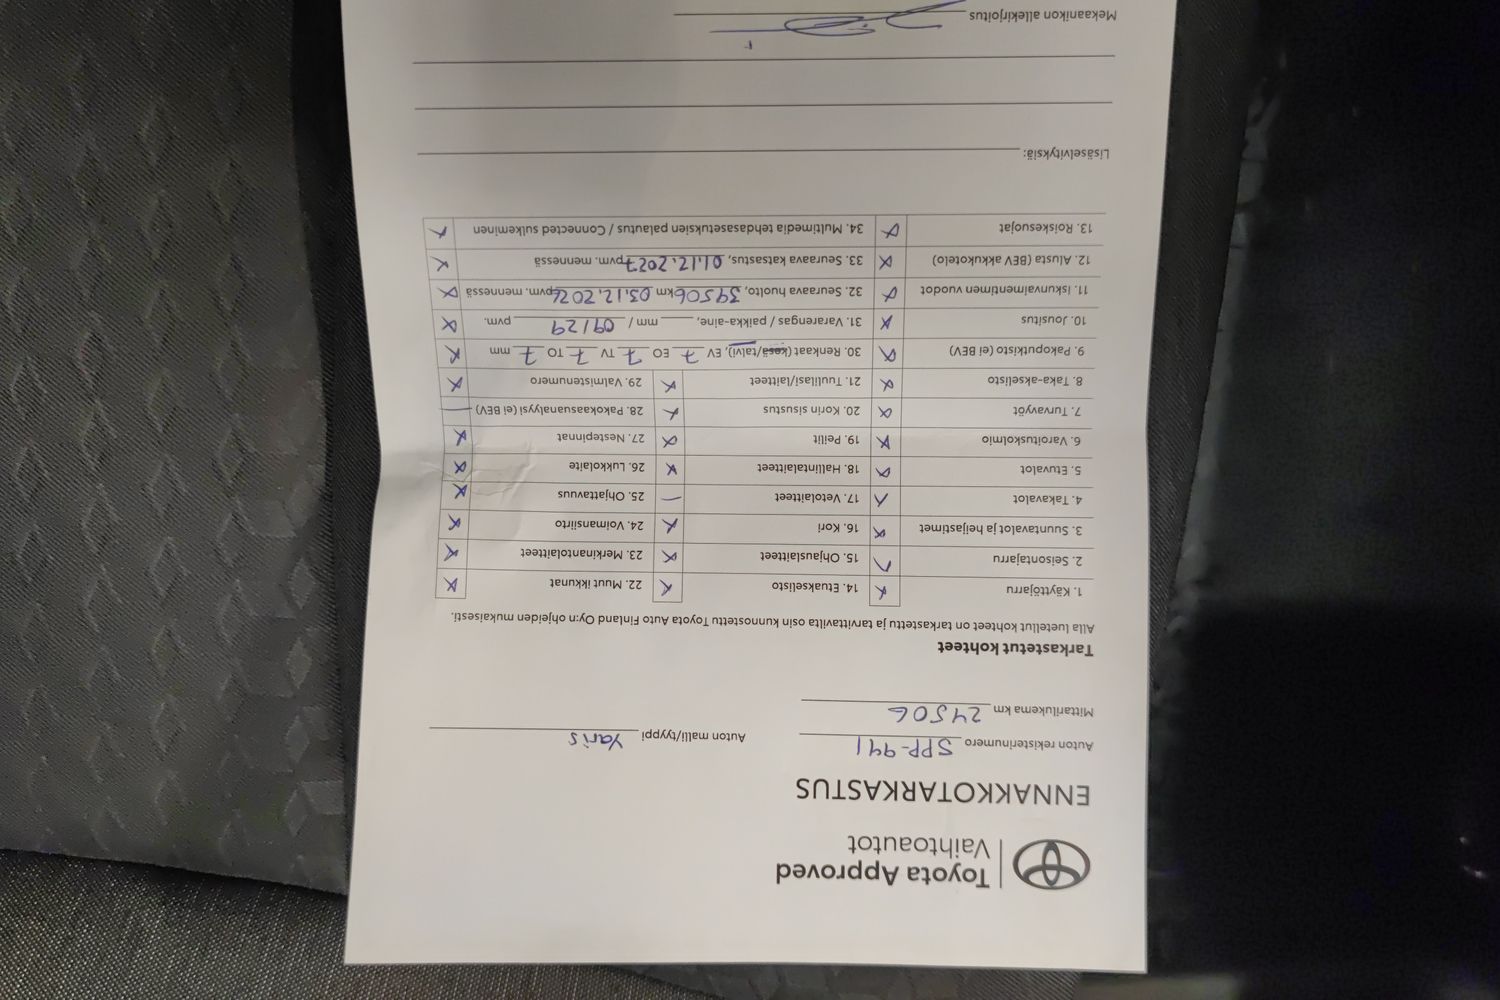 Toyota Approved
Vaihtoautot
ENNAKKOTARKASTUS
Auton rekisterinumero SPP-991 Auton malli/tyyppi Yaris
Mittarilukema km 24506
Tarkastetut kohteet
Alla luetellut kohteet on tarkastettu ja tarvittavilta osin kunnostettu Toyota Auto Finland Oy:n ohjeiden mukaisesti.
1. Käyttöjarru 14. Etuakselisto 22. Muut ikkunat
2. Seisontajarru 15. Ohjauslaitteet 23. Merkinantolaitteet
3. Suuntavalot ja heijastimet 16. Kori 24. Voimansiirto
4. Takavalot 17. Vetolaitteet 25. Ohjattavuus
5. Etuvalot 18. Hallintalaitteet 26. Lukkolaite
6. Varoituskolmio 19. Peilit 27. Nestepinnat
7. Turvavyöt 20. Korin sisustus 28. Pakokaasuanalyysi (ei BEV)
8. Taka-akselisto 21. Tuulilasi/laitteet 29. Valmistenumero
9. Pakoputkisto (ei BEV) 30. Renkaat (kesä/talvi), EV 7 EO 7 TV 7 TO 7 mm
10. Jousitus 31. Vararengas / paikka-aine, mm / 09/29 pvm.
11. Iskunvaimentimen vuodot 32. Seuraava huolto, 39506 km 03.12.2026 pvm. mennessä
12. Alusta (BEV akkukotelo) 33. Seuraava katsastus, 01.12.2027 pvm. mennessä
13. Roiskesuojat 34. Multimedia tehdasasetuksien palautus / Connected sulkeminen
Lisäselvityksiä:
Mekaanikon allekirjoitus